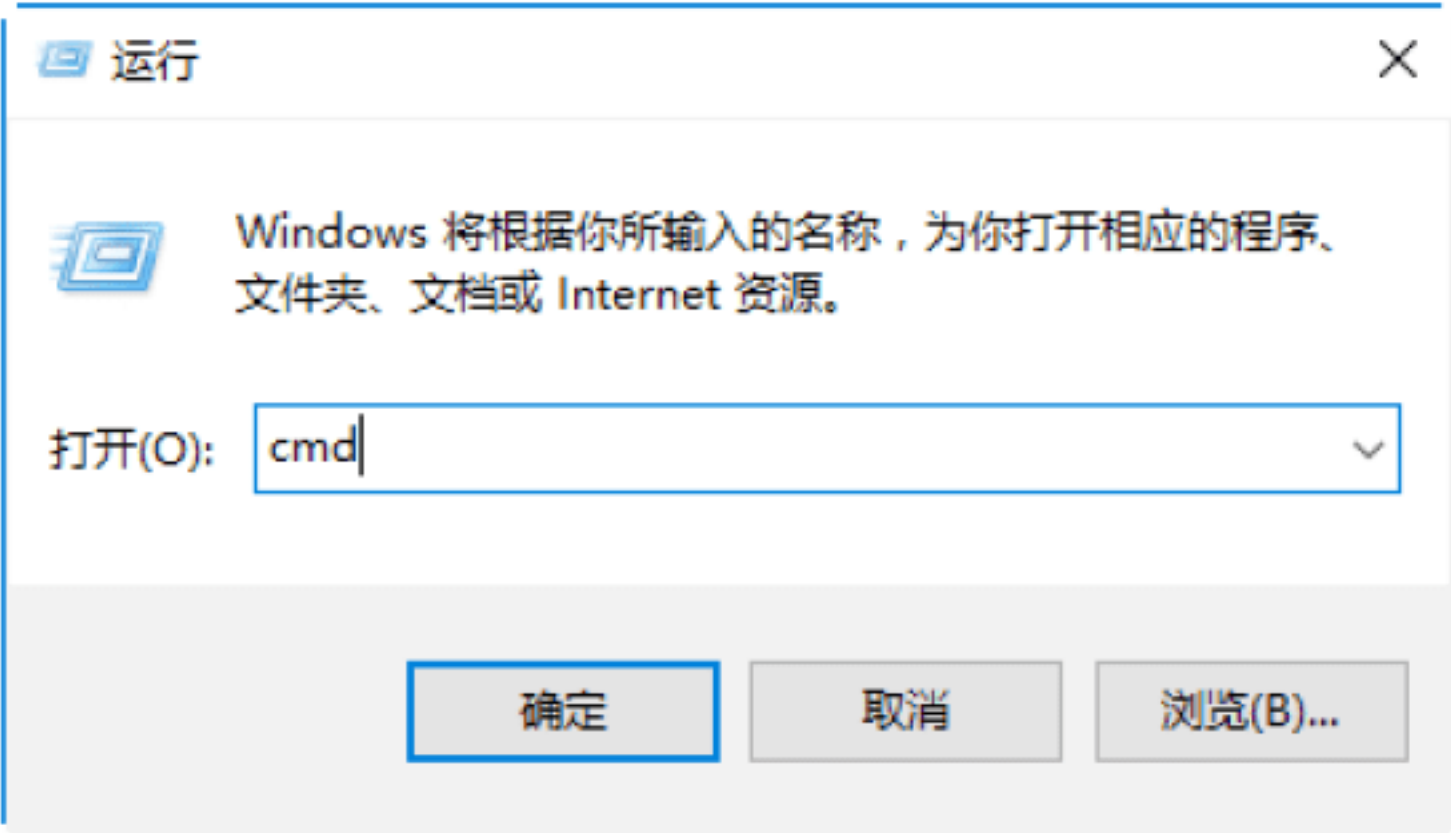 运行
Windows 将根据你所输入的名称，为你打开相应的程序、
文件夹、文档或 Internet 资源。
打开(O): cmd
确定 取消 浏览(B)...